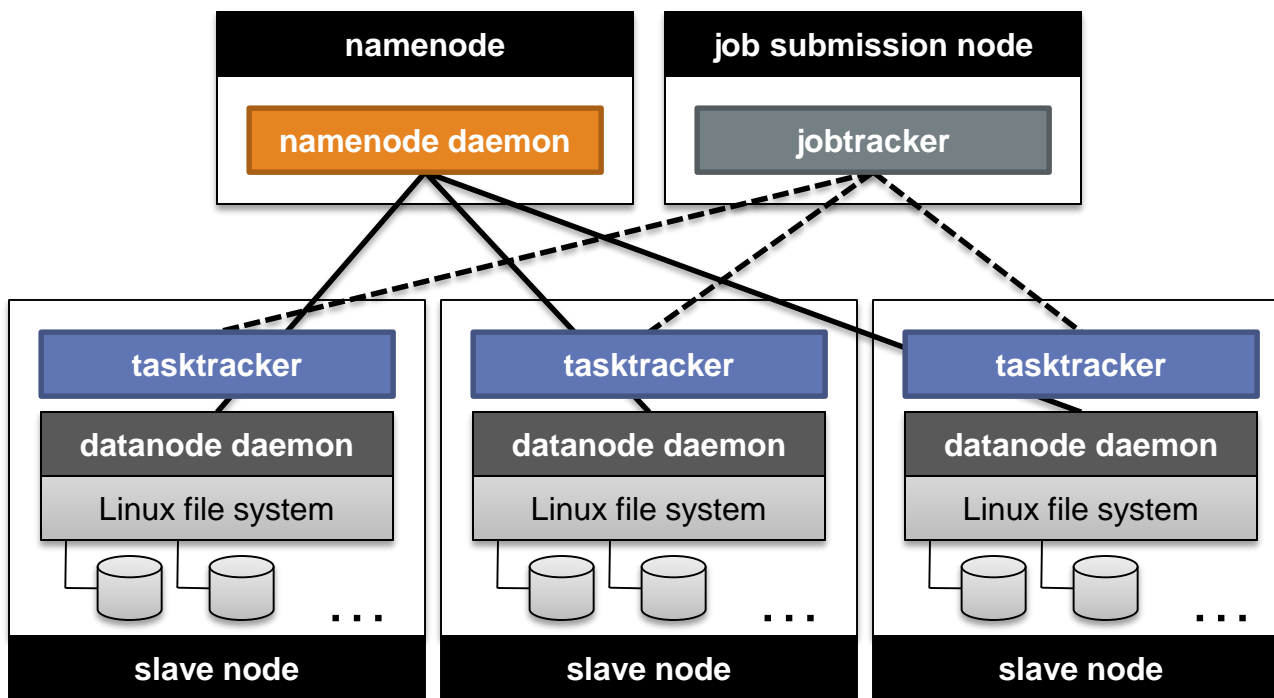 namenode
job submission node
namenode daemon
jobtracker
tasktracker
tasktracker
tasktracker
datanode daemon
datanode daemon
datanode daemon
Linux file system
Linux file system
Linux file system
...
...
...
slave node
slave node
slave node